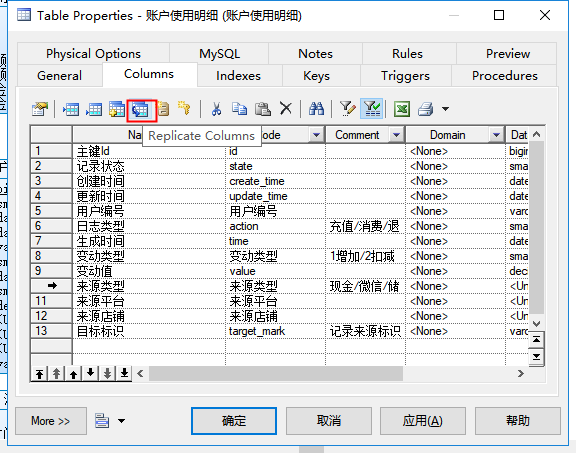 Table Properties - 账户使用明细 (账户使用明细)
Physical Options MySQL Notes Rules Preview
General Columns Indexes Keys Triggers Procedures
Replicate Columns
Na ode Comment Domain Dat
1 主键Id id <None> bigin
2 记录状态 state <None> sma
3 创建时间 create_time <None> date
4 更新时间 update_time <None> date
5 用户编号 用户编号 <None> varc
6 日志类型 action 充值/消费/退 <None> sma
7 生成时间 time <None> date
8 变动类型 变动类型 1增加/2扣减 <None> sma
9 变动值 value <None> deci
来源类型 来源类型 现金/微信/储 <None> <Un
11 来源平台 来源平台 <None> <Un
12 来源店铺 来源店铺 <None> <Un
13 目标标识 target_mark 记录来源标识 <None> varc
More >> 确定 取消 应用(A) 帮助